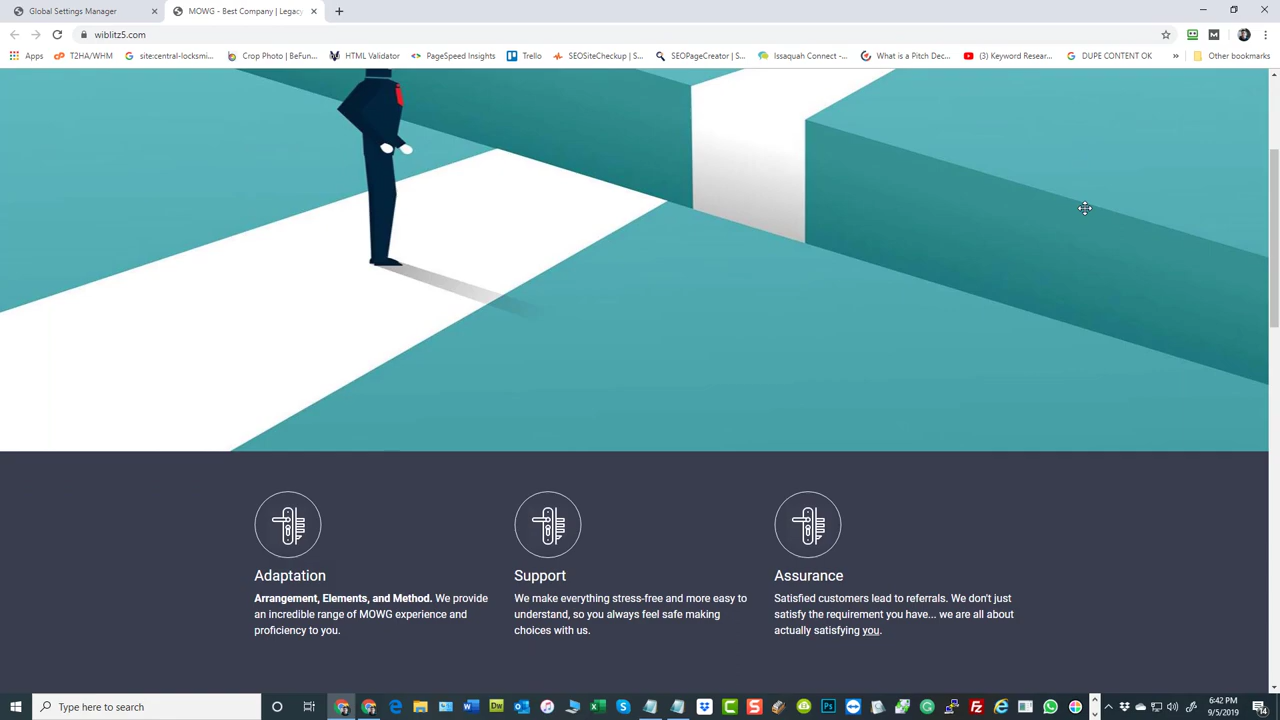 Global Settings Manager
MOWG - Best Company | Legacy
wiblitz5.com
Apps
T2HA/WHM
site:central-locksmi...
Crop Photo | BeFun...
HTML Validator
PageSpeed Insights
Trello
SEOSiteCheckup | S...
SEOPageCreator | S...
Issaquah Connect -...
What is a Pitch Dec...
(3) Keyword Resear...
DUPE CONTENT OK
Other bookmarks
Adaptation
Arrangement, Elements, and Method. We provide
an incredible range of MOWG experience and
proficiency to you.
Support
We make everything stress-free and more easy to
understand, so you always feel safe making
choices with us.
Assurance
Satisfied customers lead to referrals. We don't just
satisfy the requirement you have... we are all about
actually satisfying you.
Type here to search
6:42 PM
9/5/2019